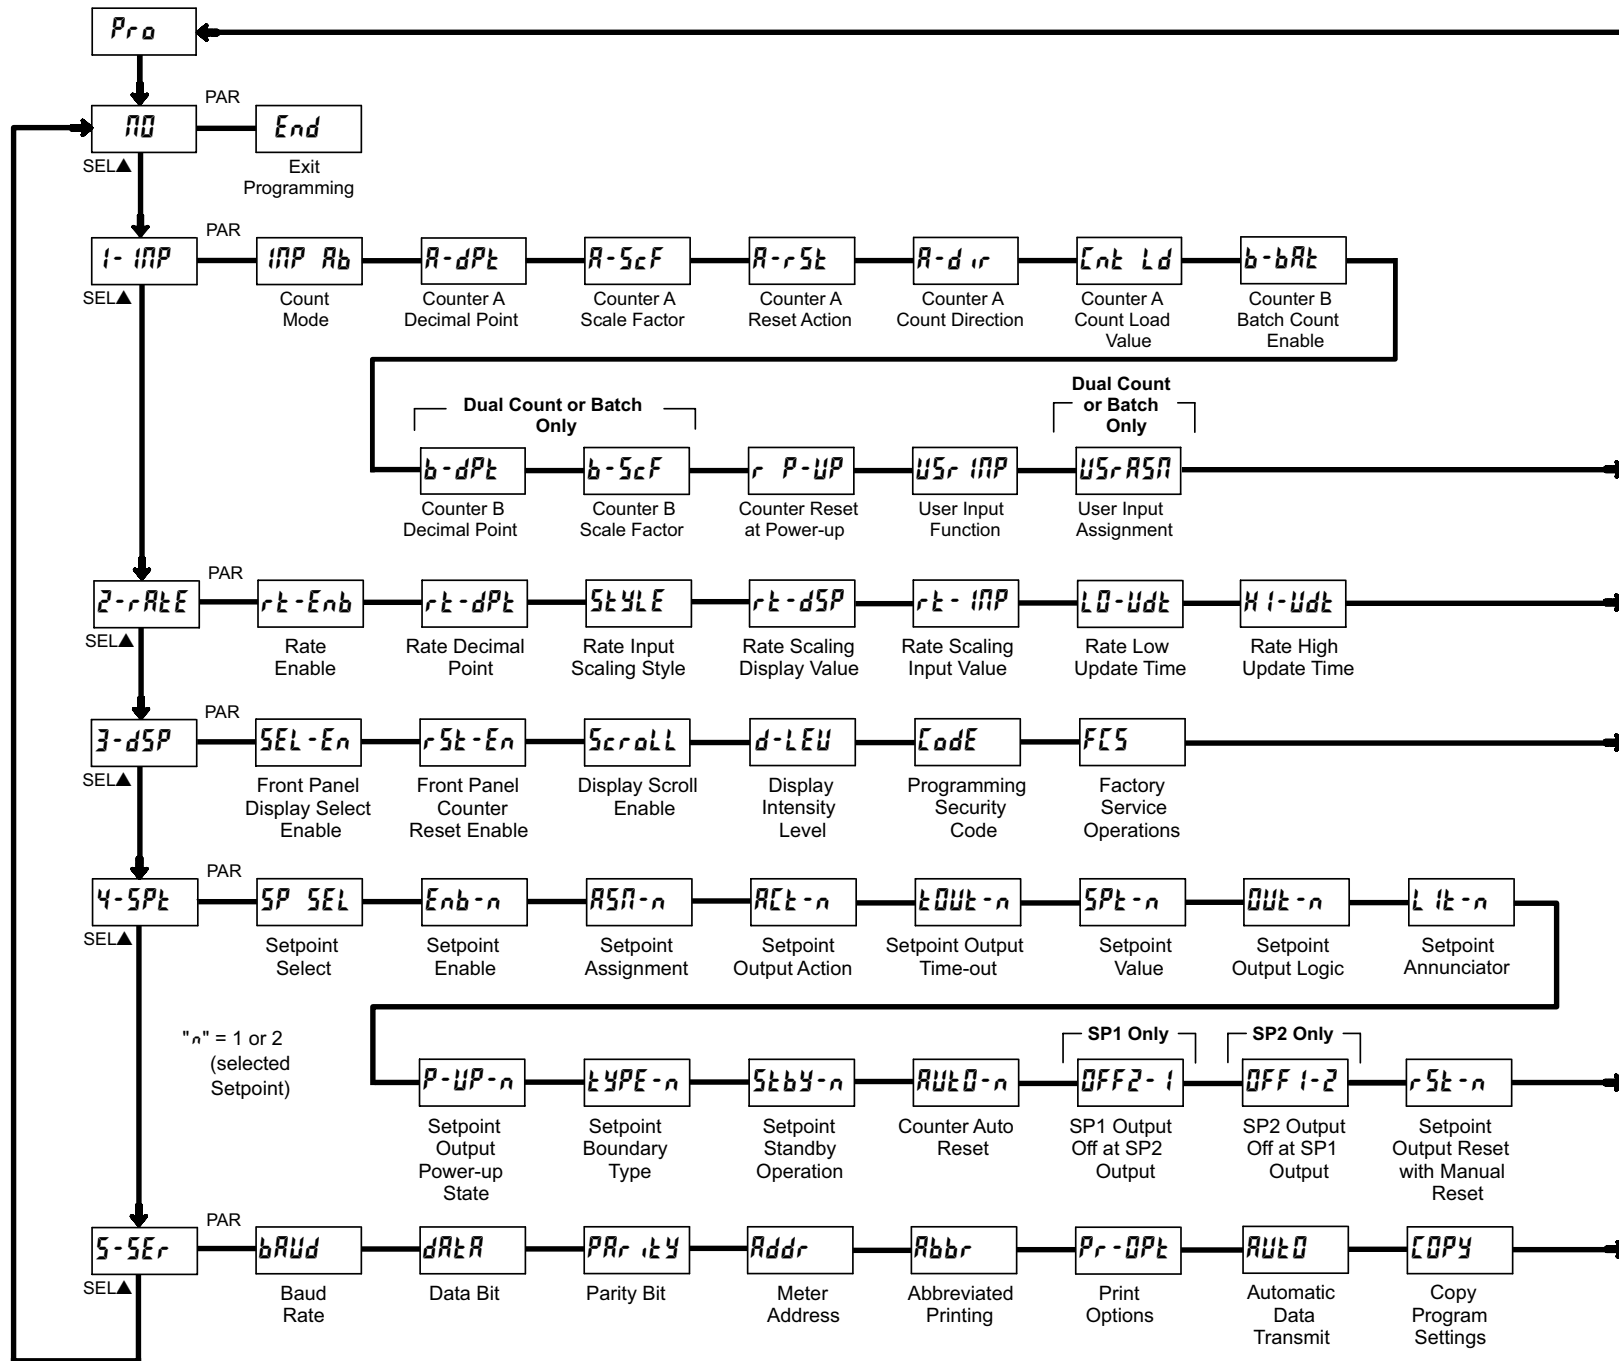 Pro
PAR
NO
End
SEL▲
Exit
Programming
PAR
1-INP
INP Ab
A-dPt
A-ScF
A-rSt
A-dir
Cnt Ld
b-bAt
SEL▲
Count
Mode
Counter A
Decimal Point
Counter A
Scale Factor
Counter A
Reset Action
Counter A
Count Direction
Counter A
Count Load
Value
Counter B
Batch Count
Enable
Dual Count or Batch
Only
Dual Count
or Batch
Only
b-dPt
b-ScF
r P-UP
USr INP
USrASN
Counter B
Decimal Point
Counter B
Scale Factor
Counter Reset
at Power-up
User Input
Function
User Input
Assignment
PAR
2-rAtE
rt-Enb
rt-dPt
StYLE
rt-dSP
rt-INP
LO-Udt
HI-Udt
SEL▲
Rate
Enable
Rate Decimal
Point
Rate Input
Scaling Style
Rate Scaling
Display Value
Rate Scaling
Input Value
Rate Low
Update Time
Rate High
Update Time
PAR
3-dSP
SEL-En
rSt-En
ScroLL
d-LEV
CodE
FCS
SEL▲
Front Panel
Display Select
Enable
Front Panel
Counter
Reset Enable
Display Scroll
Enable
Display
Intensity
Level
Programming
Security
Code
Factory
Service
Operations
PAR
4-SPt
SP SEL
Enb-n
ASN-n
ACt-n
tOUt-n
SPt-n
OUt-n
LIt-n
SEL▲
Setpoint
Select
Setpoint
Enable
Setpoint
Assignment
Setpoint
Output Action
Setpoint Output
Time-out
Setpoint
Value
Setpoint
Output Logic
Setpoint
Annunciator
"n" = 1 or 2
(selected
Setpoint)
SP1 Only
SP2 Only
P-UP-n
tYPE-n
Stby-n
AUtO-n
OFF2-1
OFF1-2
rSt-n
Setpoint
Output
Power-up
State
Setpoint
Boundary
Type
Setpoint
Standby
Operation
Counter Auto
Reset
SP1 Output
Off at SP2
Output
SP2 Output
Off at SP1
Output
Setpoint
Output Reset
with Manual
Reset
PAR
5-SEr
bAUd
dAtA
PAritY
Addr
Abbr
Pr-OPt
AUtO
COPY
SEL▲
Baud
Rate
Data Bit
Parity Bit
Meter
Address
Abbreviated
Printing
Print
Options
Automatic
Data
Transmit
Copy
Program
Settings